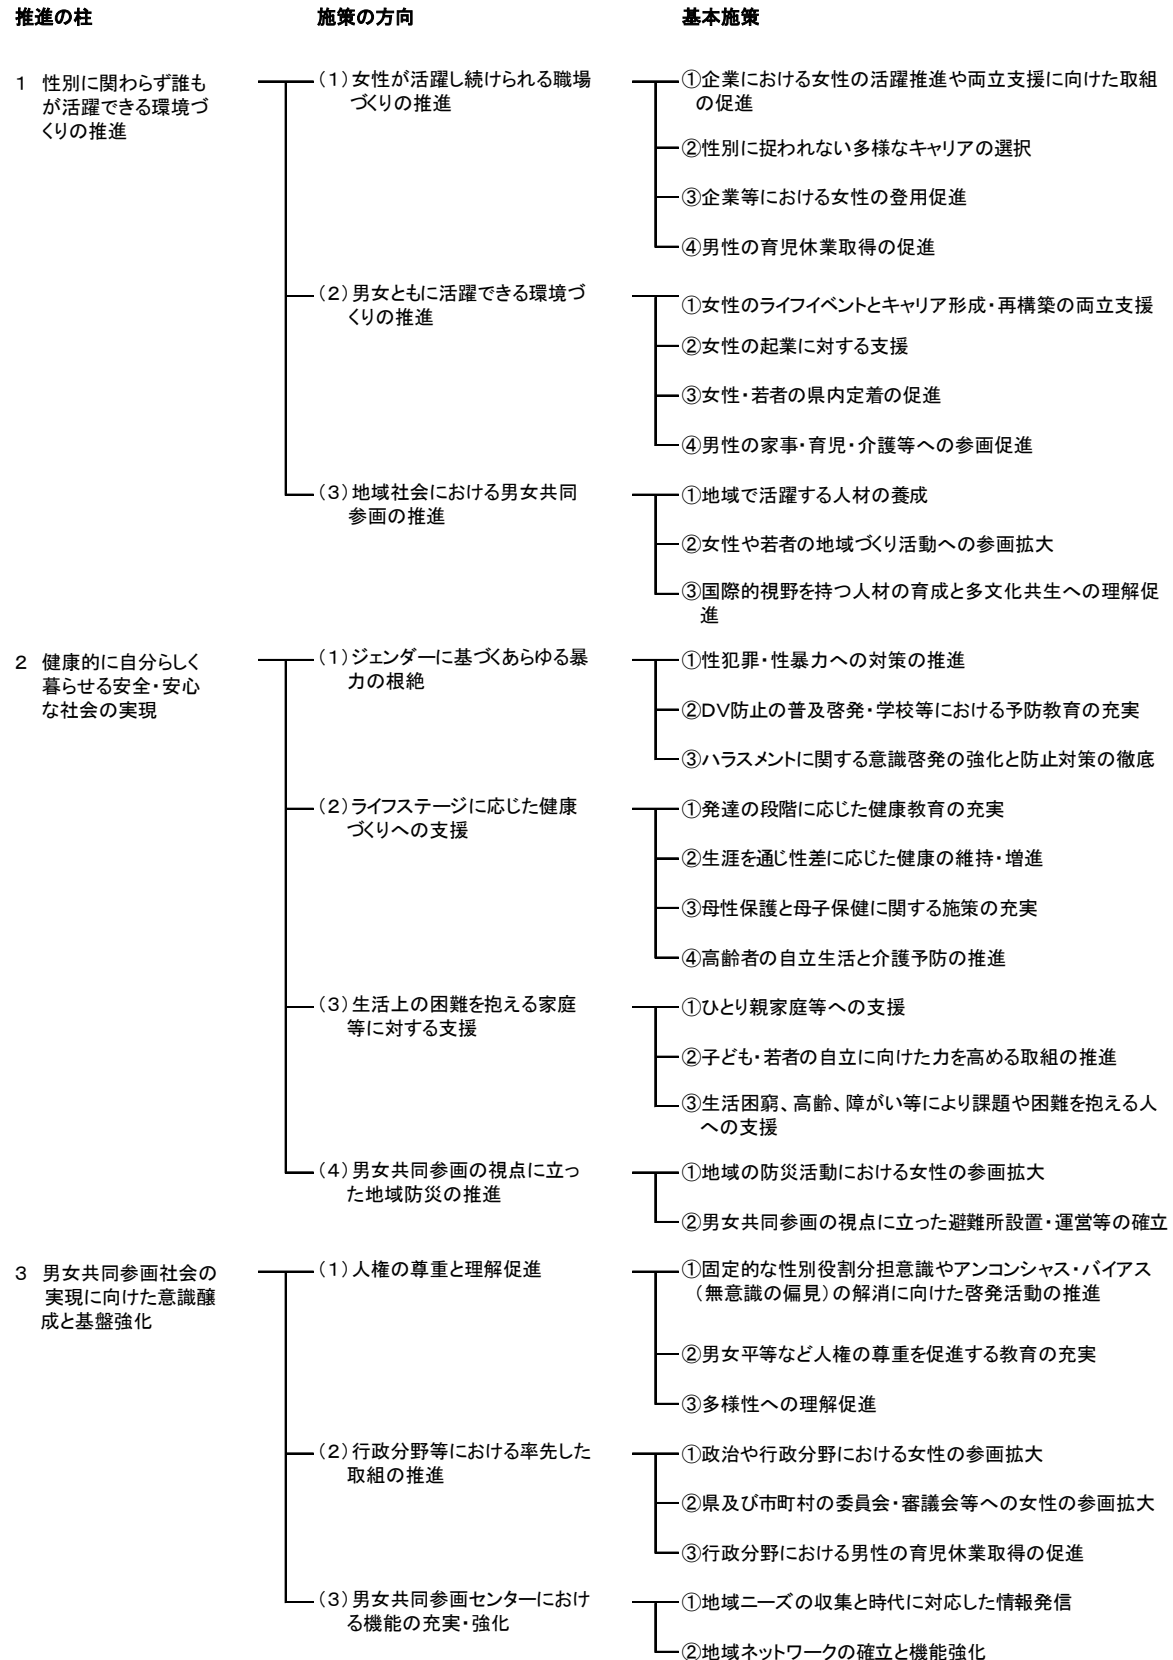 推進の柱 施策の方向 基本施策
1 性別に関わらず誰も
が活躍できる環境づ
くりの推進
(1)女性が活躍し続けられる職場
づくりの推進
①企業における女性の活躍推進や両立支援に向けた取組
の促進
②性別に捉われない多様なキャリアの選択
③企業等における女性の登用促進
④男性の育児休業取得の促進
(2)男女ともに活躍できる環境づ
くりの推進
①女性のライフイベントとキャリア形成・再構築の両立支援
②女性の起業に対する支援
③女性・若者の県内定着の促進
④男性の家事・育児・介護等への参画促進
(3)地域社会における男女共同
参画の推進
①地域で活躍する人材の養成
②女性や若者の地域づくり活動への参画拡大
③国際的視野を持つ人材の育成と多文化共生への理解促
進
2 健康的に自分らしく
暮らせる安全・安心
な社会の実現
(1)ジェンダーに基づくあらゆる暴
力の根絶
①性犯罪・性暴力への対策の推進
②DV防止の普及啓発・学校等における予防教育の充実
③ハラスメントに関する意識啓発の強化と防止対策の徹底
(2)ライフステージに応じた健康
づくりへの支援
①発達の段階に応じた健康教育の充実
②生涯を通じ性差に応じた健康の維持・増進
③母性保護と母子保健に関する施策の充実
④高齢者の自立生活と介護予防の推進
(3)生活上の困難を抱える家庭
等に対する支援
①ひとり親家庭等への支援
②子ども・若者の自立に向けた力を高める取組の推進
③生活困窮、高齢、障がい等により課題や困難を抱える人
への支援
(4)男女共同参画の視点に立っ
た地域防災の推進
①地域の防災活動における女性の参画拡大
②男女共同参画の視点に立った避難所設置・運営等の確立
3 男女共同参画社会の
実現に向けた意識醸
成と基盤強化
(1)人権の尊重と理解促進
①固定的な性別役割分担意識やアンコンシャス・バイアス
(無意識の偏見)の解消に向けた啓発活動の推進
②男女平等など人権の尊重を促進する教育の充実
③多様性への理解促進
(2)行政分野等における率先した
取組の推進
①政治や行政分野における女性の参画拡大
②県及び市町村の委員会・審議会等への女性の参画拡大
③行政分野における男性の育児休業取得の促進
(3)男女共同参画センターにおけ
る機能の充実・強化
①地域ニーズの収集と時代に対応した情報発信
②地域ネットワークの確立と機能強化